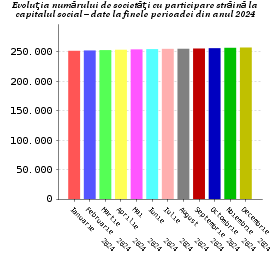 Evoluția numărului de societăți cu participare străină la
capitalul social – date la finele perioadei din anul 2024
250.000
200.000
150.000
100.000
50.000
0
Ianuarie 2024
Februarie 2024
Martie 2024
Aprilie 2024
Mai 2024
Iunie 2024
Iulie 2024
August 2024
Septembrie 2024
Octombrie 2024
Noiembrie 2024
Decembrie 2024